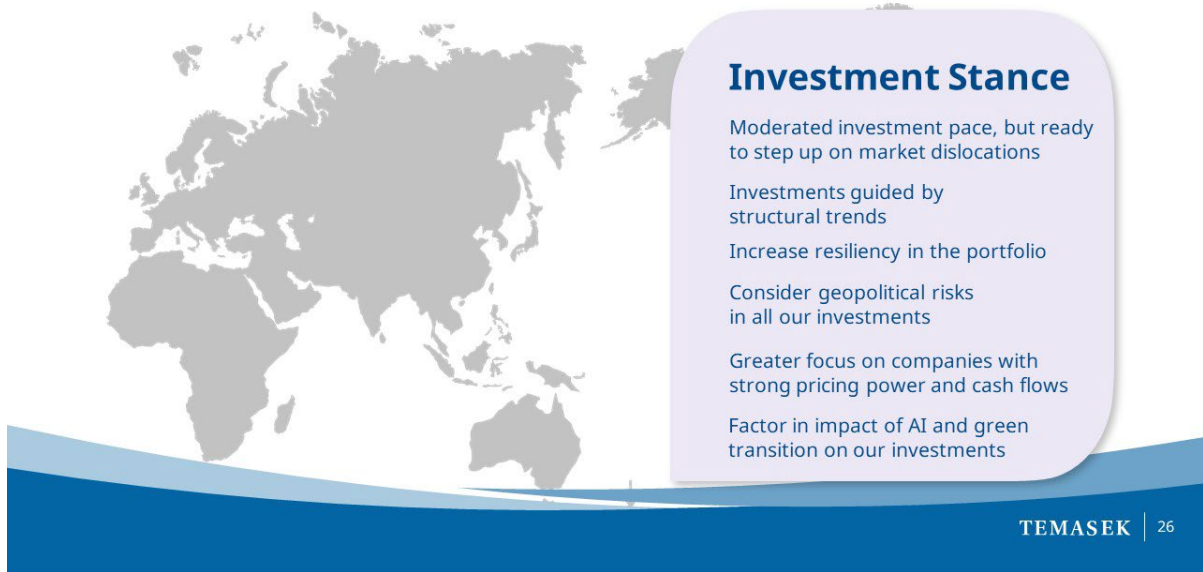 Investment Stance
Moderated investment pace, but ready
to step up on market dislocations
Investments guided by
structural trends
Increase resiliency in the portfolio
Consider geopolitical risks
in all our investments
Greater focus on companies with
strong pricing power and cash flows
Factor in impact of AI and green
transition on our investments
TEMASEK 26